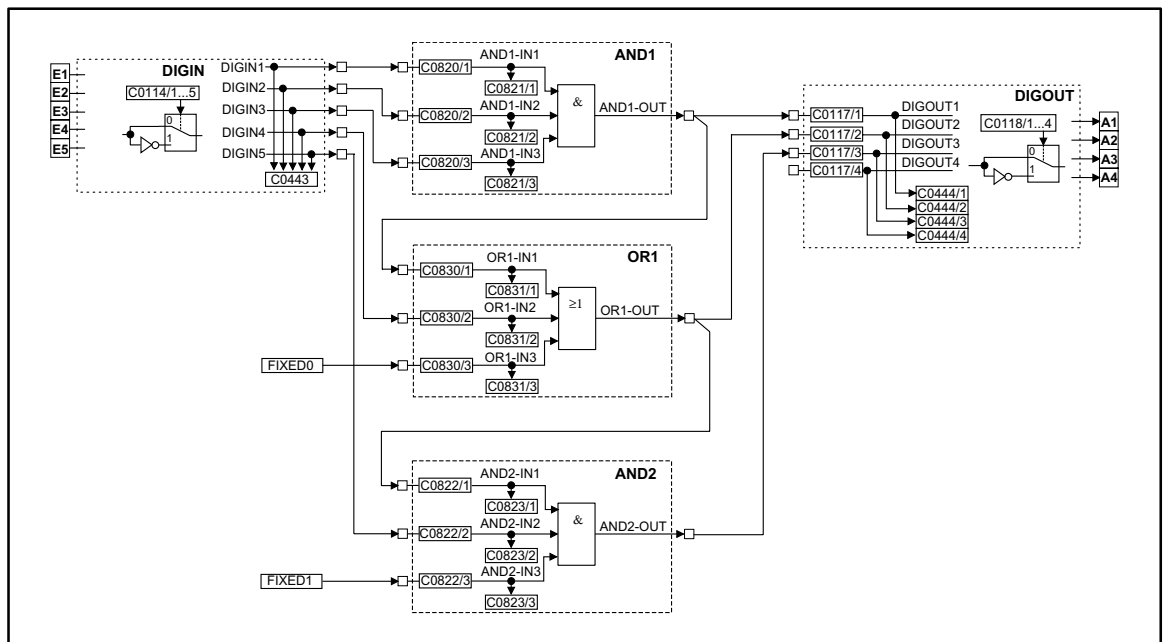 DIGIN
E1
E2
E3
E4
E5
C0114/1...5
0
1
DIGIN1
DIGIN2
DIGIN3
DIGIN4
DIGIN5
C0443
AND1
C0820/1
AND1-IN1
C0821/1
C0820/2
AND1-IN2
C0821/2
C0820/3
AND1-IN3
C0821/3
&
AND1-OUT
OR1
C0830/1
OR1-IN1
C0831/1
C0830/2
OR1-IN2
C0831/2
FIXED0
C0830/3
OR1-IN3
C0831/3
≥1
OR1-OUT
AND2
C0822/1
AND2-IN1
C0823/1
C0822/2
AND2-IN2
C0823/2
FIXED1
C0822/3
AND2-IN3
C0823/3
&
AND2-OUT
DIGOUT
C0117/1
DIGOUT1
C0117/2
DIGOUT2
C0117/3
DIGOUT3
C0117/4
DIGOUT4
C0444/1
C0444/2
C0444/3
C0444/4
C0118/1...4
0
1
A1
A2
A3
A4